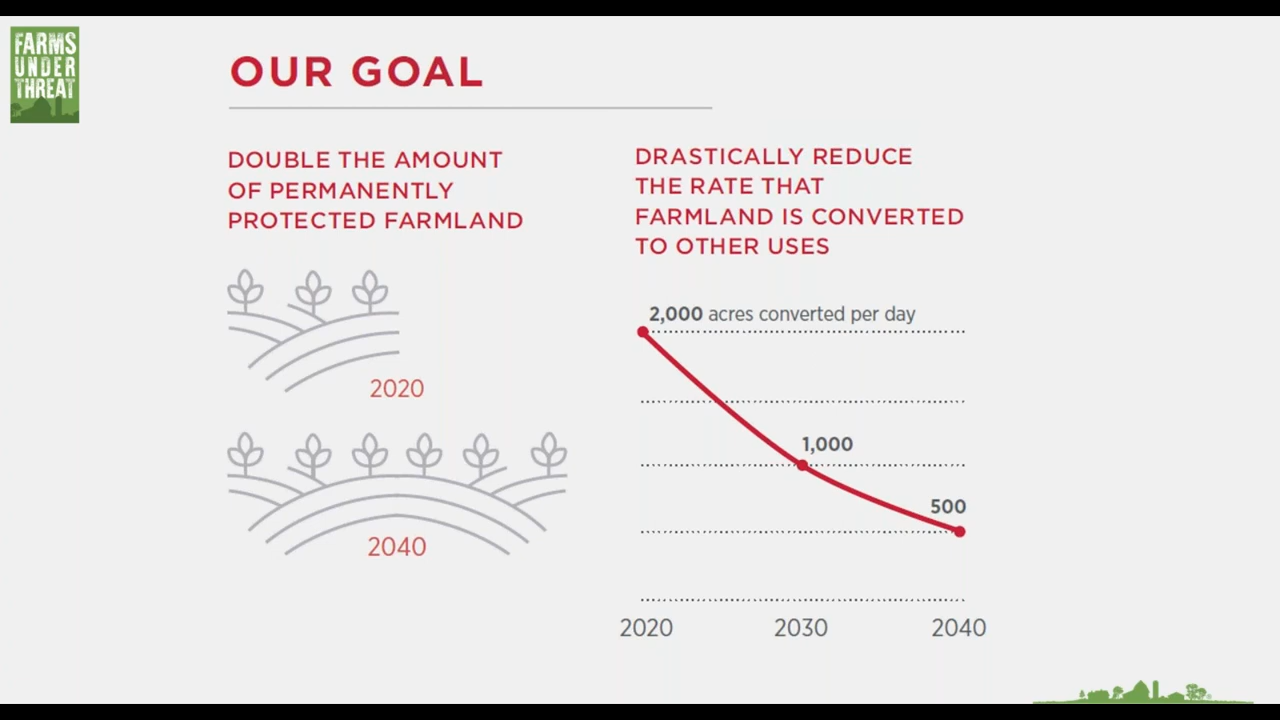 FARMS
UNDER
THREAT
OUR GOAL
DOUBLE THE AMOUNT
OF PERMANENTLY
PROTECTED FARMLAND
2020
2040
DRASTICALLY REDUCE
THE RATE THAT
FARMLAND IS CONVERTED
TO OTHER USES
2,000 acres converted per day
1,000
500
2020 2030 2040